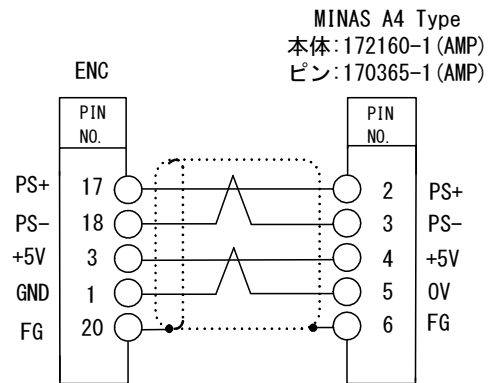 MINAS A4 Type
本体:172160-1(AMP)
ピン:170365-1(AMP)
ENC
PIN
NO.
PIN
NO.
PS+ 17 2 PS+
PS- 18 3 PS-
+5V 3 4 +5V
GND 1 5 0V
FG 20 6 FG